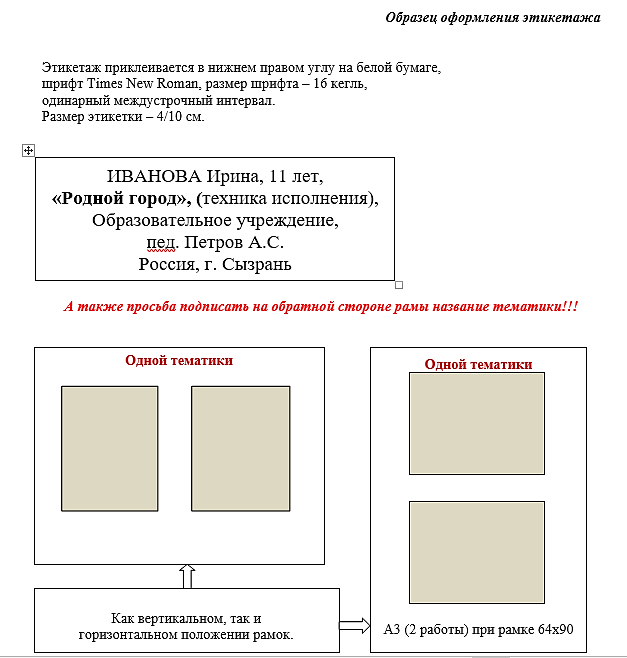 Образец оформления этикетажа
Этикетаж приклеивается в нижнем правом углу на белой бумаге,
шрифт Times New Roman, размер шрифта – 16 кегль,
одинарный междустрочный интервал.
Размер этикетки – 4/10 см.
ИВАНОВА Ирина, 11 лет,
«Родной город», (техника исполнения),
Образовательное учреждение,
пед. Петров А.С.
Россия, г. Сызрань
А также просьба подписать на обратной стороне рамы название тематики!!!
Одной тематики
Одной тематики
Как вертикальном, так и
горизонтальном положении рамок.
А3 (2 работы) при рамке 64х90